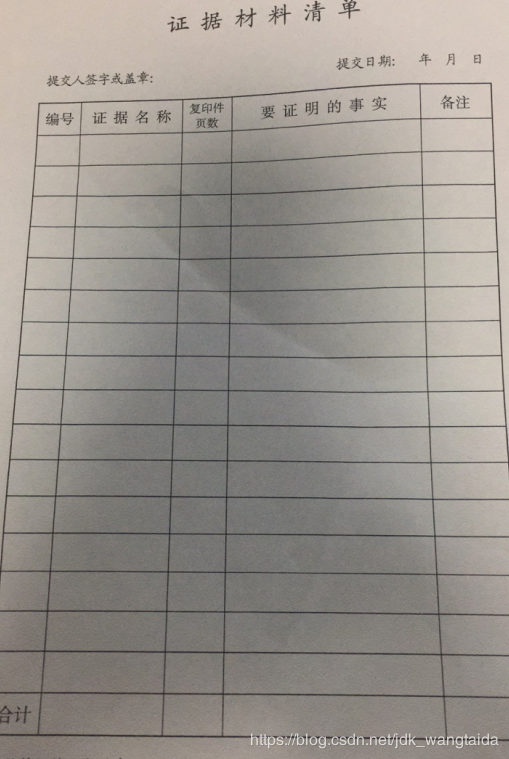 证据材料清单
提交日期: 年 月 日
提交人签字或盖章:
编号 证据名称 复印件页数 要证明的事实 备注
合计
https://blog.csdn.net/jdk_wangtaida